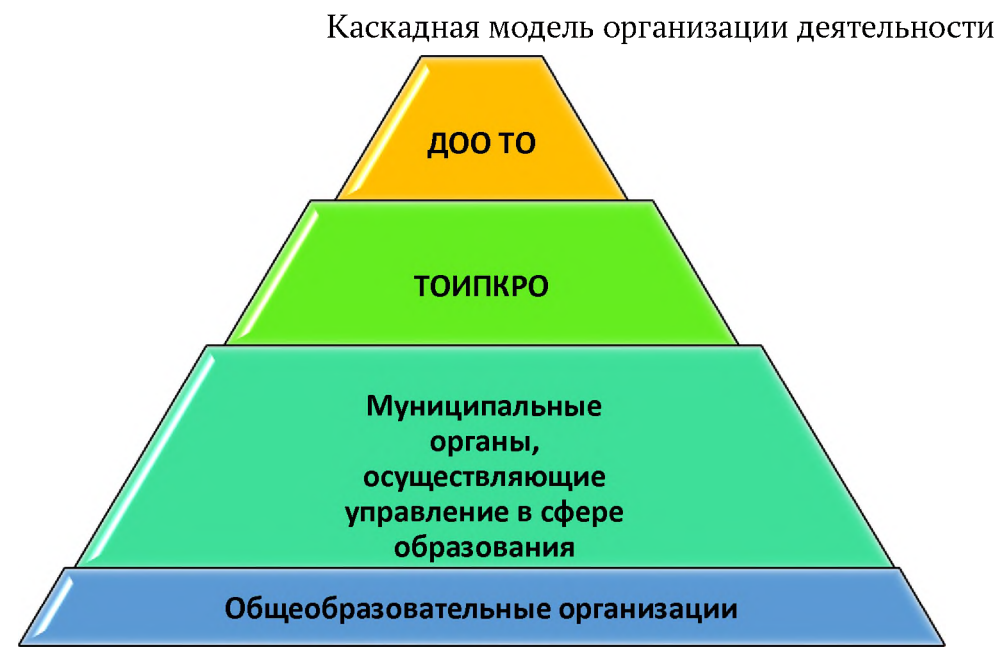 Каскадная модель организации деятельности
ДОО ТО
ТОИПКРО
Муниципальные
органы,
осуществляющие
управление в сфере
образования
Общеобразовательные организации